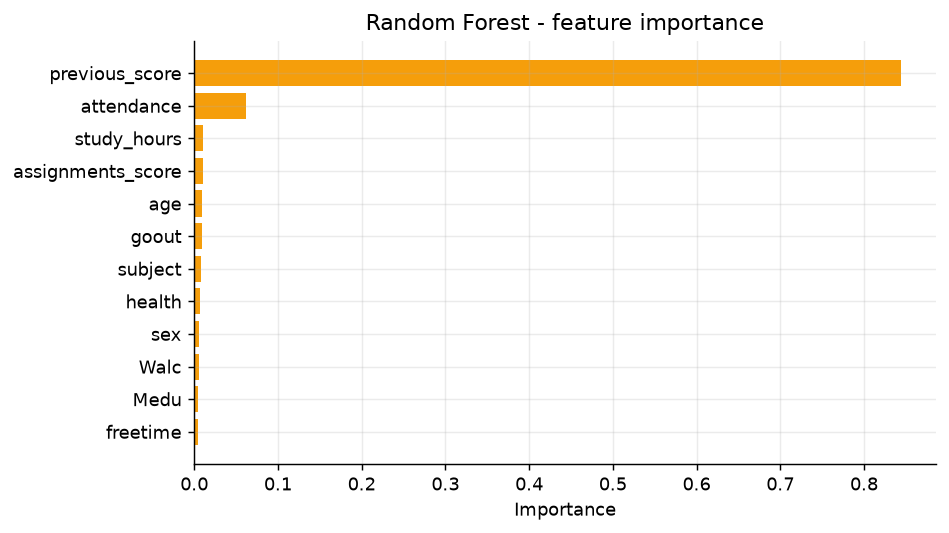 Random Forest - feature importance
previous_score
attendance
study_hours
assignments_score
age
goout
subject
health
sex
Walc
Medu
freetime
0.0 0.1 0.2 0.3 0.4 0.5 0.6 0.7 0.8
Importance